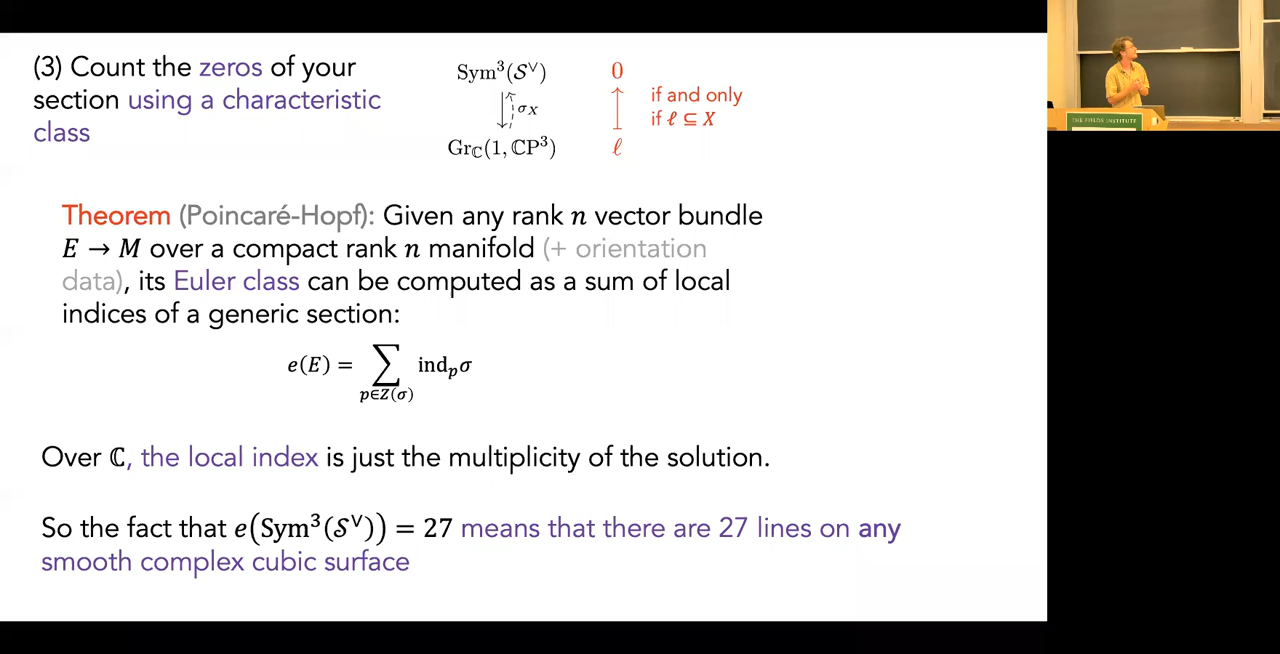 (3) Count the zeros of your
section using a characteristic
class
Sym³(𝒮^∨)
σ_X
Gr_ℂ(1, ℂP³)
0
ℓ
if and only
if ℓ ⊆ X
THE FIELDS INSTITUTE
Theorem (Poincaré-Hopf): Given any rank n vector bundle
E → M over a compact rank n manifold (+ orientation
data), its Euler class can be computed as a sum of local
indices of a generic section:
e(E) = ∑ ind_p σ
p∈Z(σ)
Over ℂ, the local index is just the multiplicity of the solution.
So the fact that e(Sym³(𝒮^∨)) = 27 means that there are 27 lines on any
smooth complex cubic surface